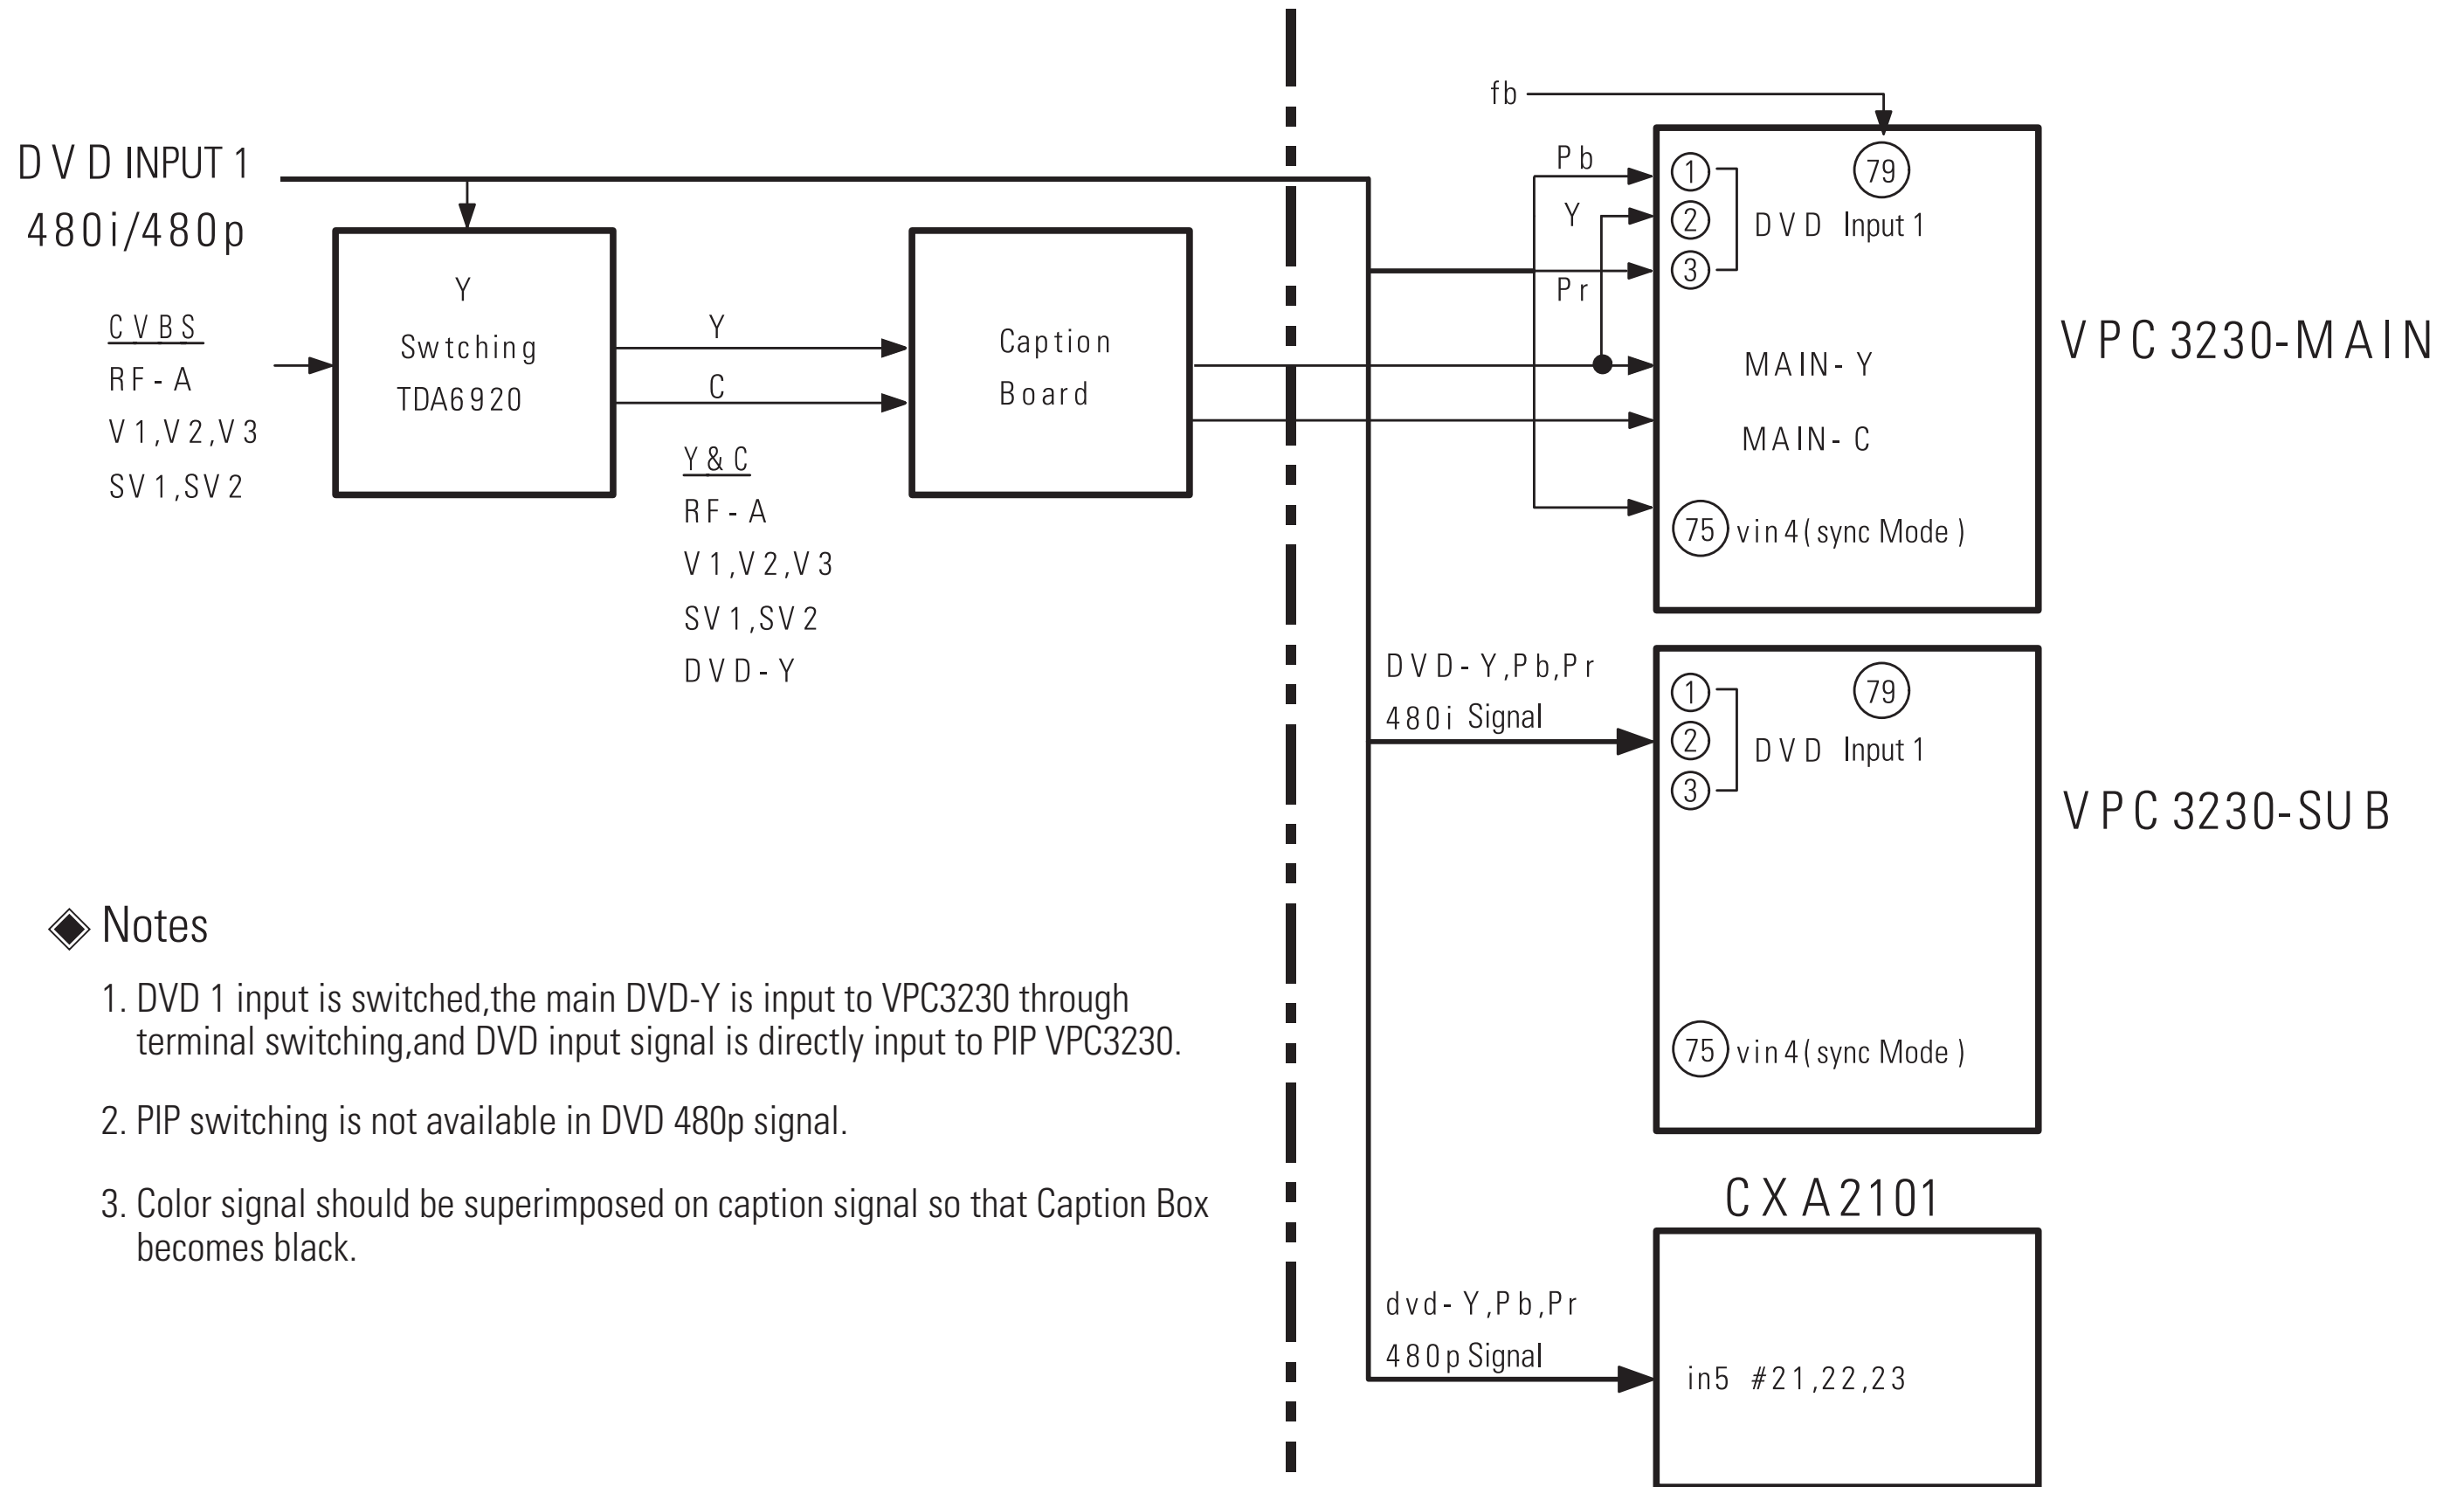 DVD INPUT 1
480i/480p
CVBS
RF-A
V1,V2,V3
SV1,SV2
Y
Swtching
TDA6920
Y
C
Y&C
RF-A
V1,V2,V3
SV1,SV2
DVD-Y
Caption
Board
fb
Pb
Y
Pr
1
2
3
79
DVD Input 1
MAIN-Y
MAIN-C
75 vin4(sync Mode)
VPC3230-MAIN
DVD-Y,Pb,Pr
480i Signal
1
2
3
79
DVD Input 1
75 vin4(sync Mode)
VPC3230-SUB
CXA2101
dvd-Y,Pb,Pr
480p Signal
in5 #21,22,23
Notes
1. DVD 1 input is switched,the main DVD-Y is input to VPC3230 through
terminal switching,and DVD input signal is directly input to PIP VPC3230.
2. PIP switching is not available in DVD 480p signal.
3. Color signal should be superimposed on caption signal so that Caption Box
becomes black.